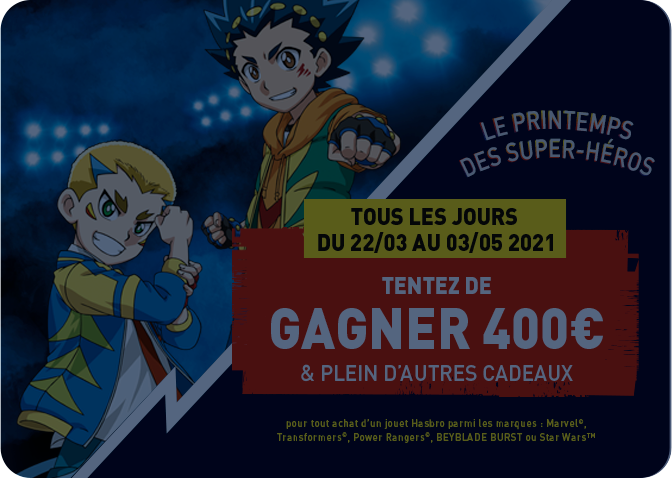 LE PRINTEMPS
DES SUPER-HÉROS
TOUS LES JOURS
DU 22/03 AU 03/05 2021
TENTEZ DE
GAGNER 400€
& PLEIN D'AUTRES CADEAUX
pour tout achat d'un jouet Hasbro parmi les marques : Marvel®,
Transformers®, Power Rangers®, BEYBLADE BURST ou Star Wars™